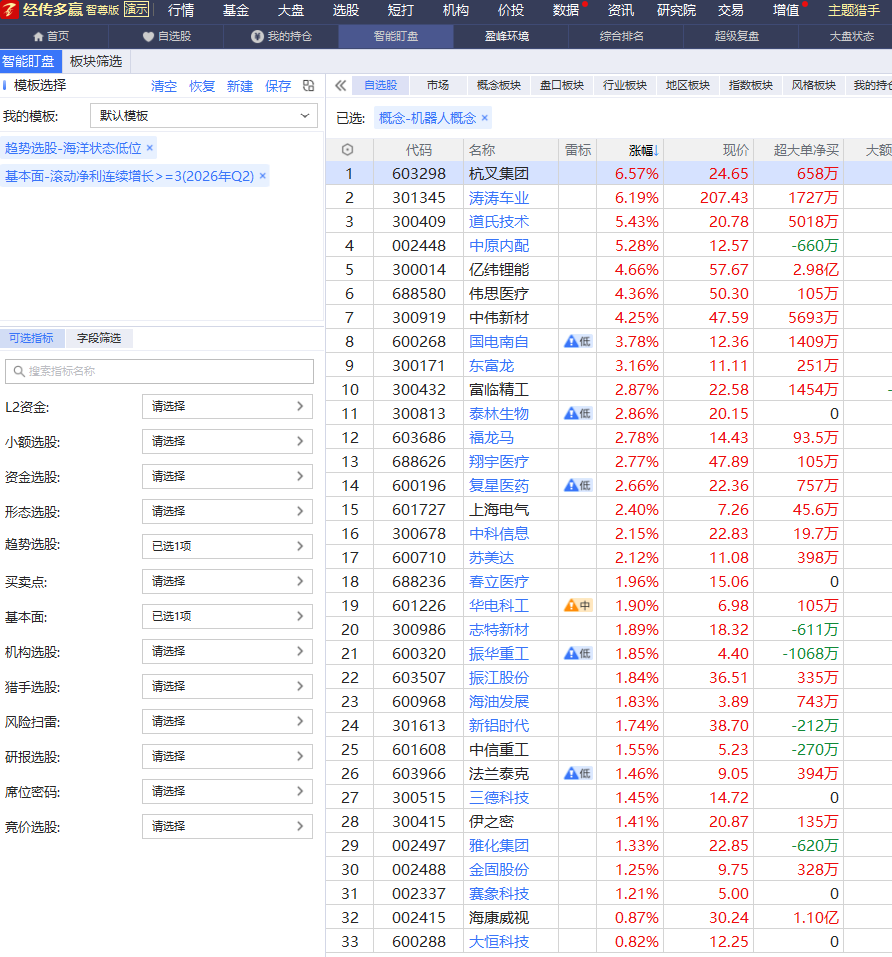 经传多赢 智尊版 演示 行情 基金 大盘 选股 短打 机构 价投 数据 资讯 研究院 交易 增值 主题猎手
首页 自选股 我的持仓 智能盯盘 盈峰环境 综合排名 超级复盘 大盘状态
智能盯盘 板块筛选
模板选择 清空 恢复 新建 保存
我的模板: 默认模板
趋势选股-海洋状态低位 ×
基本面-滚动净利连续增长>=3(2026年Q2) ×
可选指标 字段筛选
搜索指标名称
L2资金: 请选择
小额选股: 请选择
资金选股: 请选择
形态选股: 请选择
趋势选股: 已选1项
买卖点: 请选择
基本面: 已选1项
机构选股: 请选择
猎手选股: 请选择
风险扫雷: 请选择
研报选股: 请选择
席位密码: 请选择
竞价选股: 请选择
自选股 市场 概念板块 盘口板块 行业板块 地区板块 指数板块 风格板块 我的持仓
已选: 概念-机器人概念 ×
代码 名称 雷标 涨幅↓ 现价 超大单净买 大额
1 603298 杭叉集团 6.57% 24.65 658万
2 301345 涛涛车业 6.19% 207.43 1727万
3 300409 道氏技术 5.43% 20.78 5018万
4 002448 中原内配 5.28% 12.57 -660万
5 300014 亿纬锂能 4.66% 57.67 2.98亿
6 688580 伟思医疗 4.36% 50.30 105万
7 300919 中伟新材 4.25% 47.59 5693万
8 600268 国电南自 低 3.78% 12.36 1409万
9 300171 东富龙 3.16% 11.11 251万
10 300432 富临精工 2.87% 22.58 1454万 -
11 300813 泰林生物 低 2.86% 20.15 0
12 603686 福龙马 2.78% 14.43 93.5万
13 688626 翔宇医疗 2.77% 47.89 105万
14 600196 复星医药 低 2.66% 22.36 757万
15 601727 上海电气 2.40% 7.26 45.6万
16 300678 中科信息 2.15% 22.83 19.7万
17 600710 苏美达 2.12% 11.08 398万
18 688236 春立医疗 1.96% 15.06 0
19 601226 华电科工 中 1.90% 6.98 105万
20 300986 志特新材 1.89% 18.32 -611万
21 600320 振华重工 低 1.85% 4.40 -1068万
22 603507 振江股份 1.84% 36.51 335万
23 600968 海油发展 1.83% 3.89 743万
24 301613 新铝时代 1.74% 38.70 -212万
25 601608 中信重工 1.55% 5.23 -270万
26 603966 法兰泰克 低 1.46% 9.05 394万
27 300515 三德科技 1.45% 14.72 0
28 300415 伊之密 1.41% 20.87 135万
29 002497 雅化集团 1.33% 22.85 -620万
30 002488 金固股份 1.25% 9.75 328万
31 002337 赛象科技 1.21% 5.00 0
32 002415 海康威视 0.87% 30.24 1.10亿
33 600288 大恒科技 0.82% 12.25 0